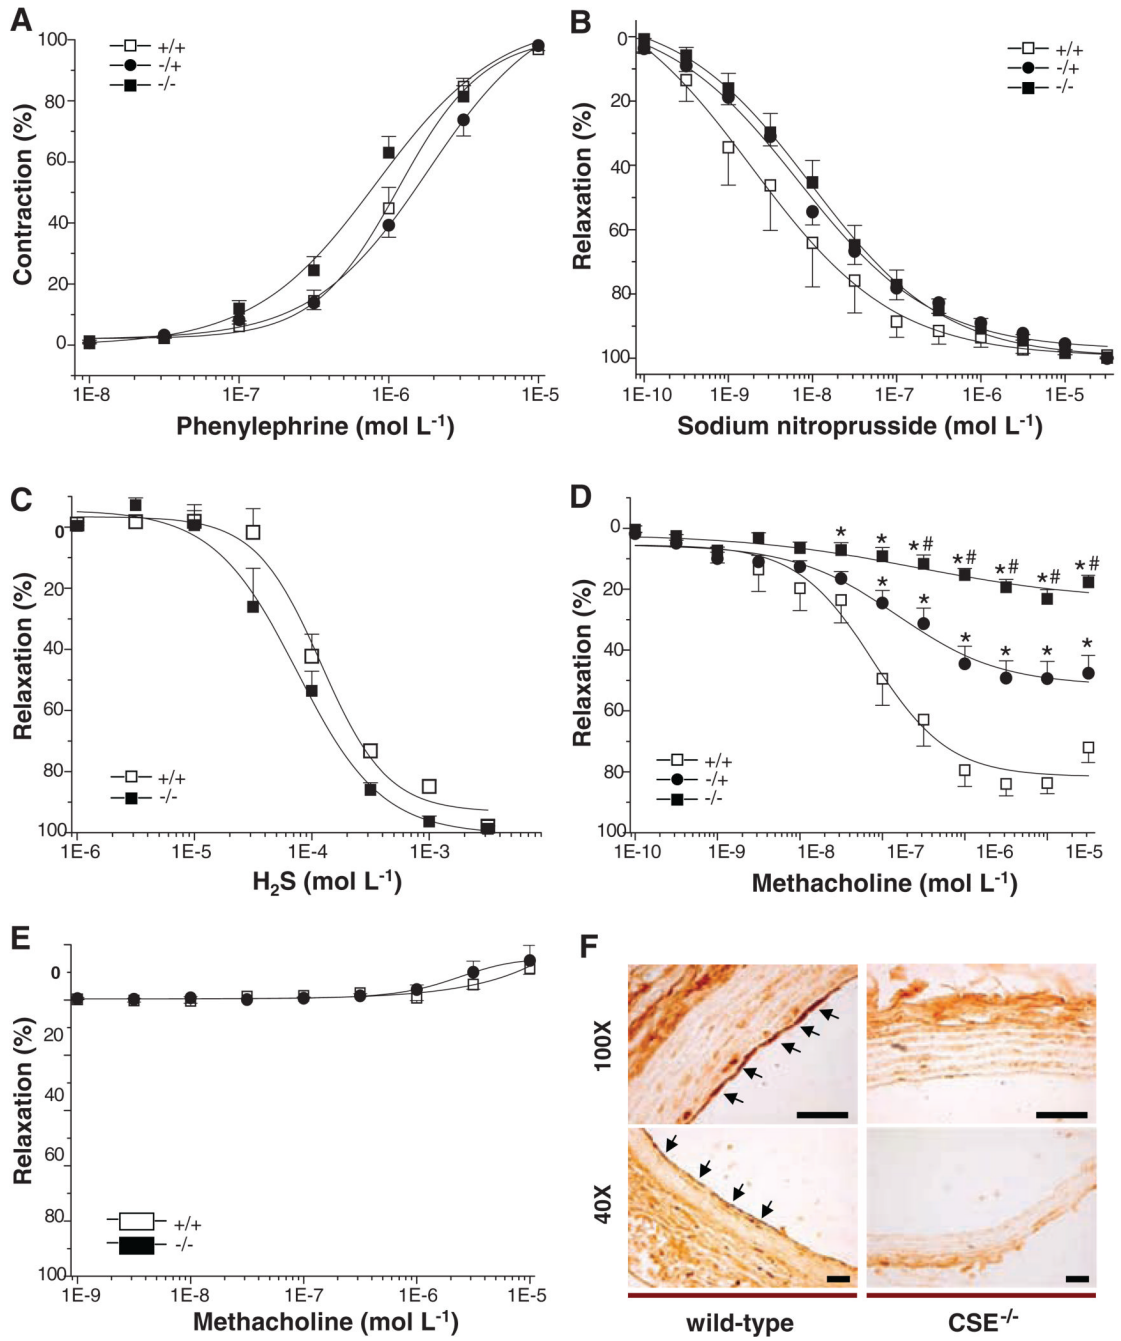 A
100
80
60
40
20
0
Contraction (%)
+/+
-/+
-/-
1E-8
1E-7
1E-6
1E-5
Phenylephrine (mol L-1)
B
0
20
40
60
80
100
Relaxation (%)
+/+
-/+
-/-
1E-10
1E-9
1E-8
1E-7
1E-6
1E-5
Sodium nitroprusside (mol L-1)
C
0
20
40
60
80
100
Relaxation (%)
+/+
-/-
1E-6
1E-5
1E-4
1E-3
H2S (mol L-1)
D
0
20
40
60
80
100
Relaxation (%)
* * *# *# *# *# *#
* * * * * *
+/+
-/+
-/-
1E-10
1E-9
1E-8
1E-7
1E-6
1E-5
Methacholine (mol L-1)
E
0
20
40
60
80
100
Relaxation (%)
+/+
-/-
1E-9
1E-8
1E-7
1E-6
1E-5
Methacholine (mol L-1)
F
100X
40X
wild-type
CSE-/-